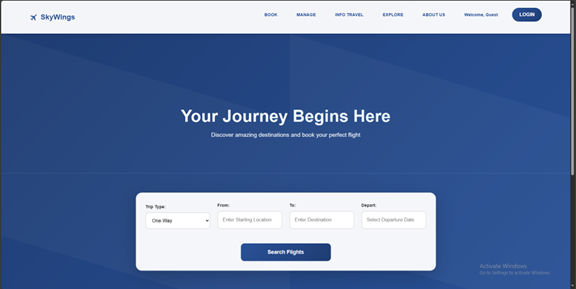 SkyWings
BOOK MANAGE INFO TRAVEL EXPLORE ABOUT US Welcome, Guest LOGIN
Your Journey Begins Here
Discover amazing destinations and book your perfect flight
Trip Type: From: To: Depart:
One Way Enter Starting Location Enter Destination Select Departure Date
Search Flights
Activate Windows
Go to Settings to activate Windows.